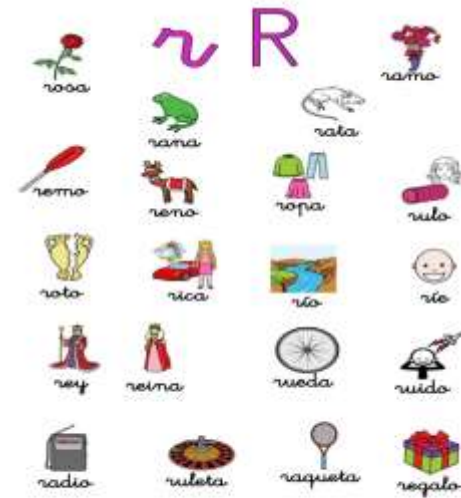 r R
rosa
ramo
rana
rata
remo
reno
ropa
rulo
roto
rica
río
ríe
rey
reina
rueda
ruido
radio
ruleta
raqueta
regalo